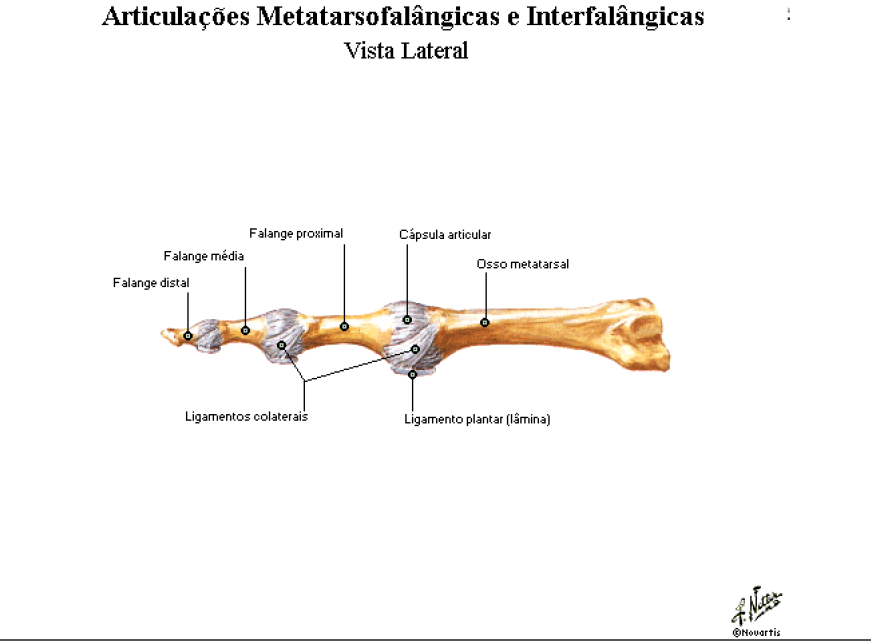 Articulações Metatarsofalângicas e Interfalângicas
Vista Lateral
Falange proximal
Cápsula articular
Falange média
Osso metatarsal
Falange distal
Ligamentos colaterais
Ligamento plantar (lâmina)
F. Netter
©Novartis